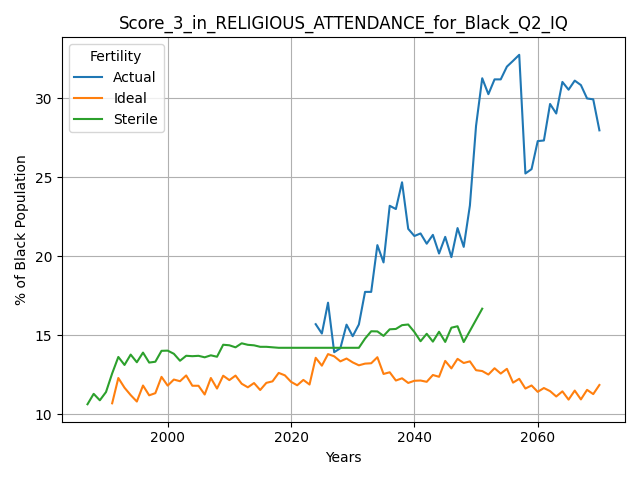 Score_3_in_RELIGIOUS_ATTENDANCE_for_Black_Q2_IQ
Fertility
Actual
Ideal
Sterile
% of Black Population
30
25
20
15
10
2000
2020
2040
2060
Years